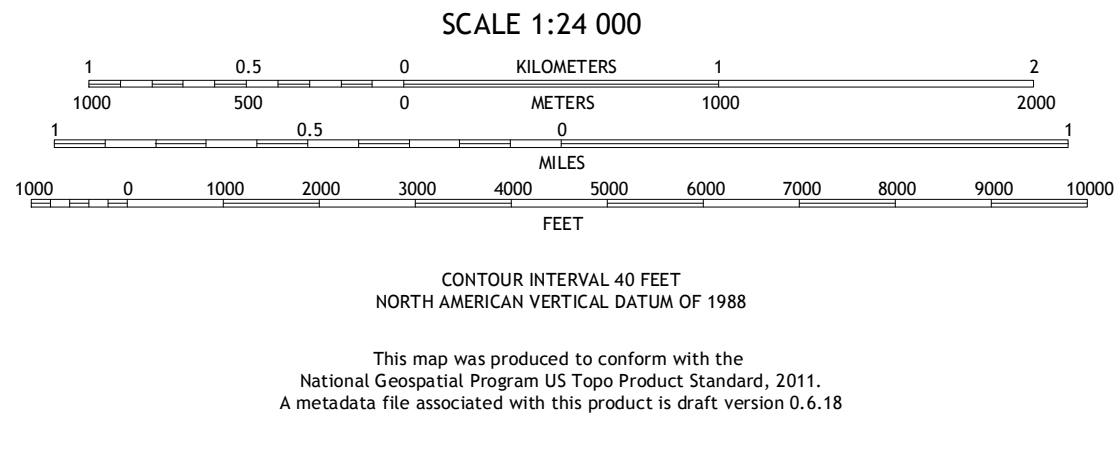 SCALE 1:24 000
1 0.5 0 KILOMETERS 1 2
1000 500 0 METERS 1000 2000
1 0.5 0 1
MILES
1000 0 1000 2000 3000 4000 5000 6000 7000 8000 9000 10000
FEET
CONTOUR INTERVAL 40 FEET
NORTH AMERICAN VERTICAL DATUM OF 1988
This map was produced to conform with the
National Geospatial Program US Topo Product Standard, 2011.
A metadata file associated with this product is draft version 0.6.18